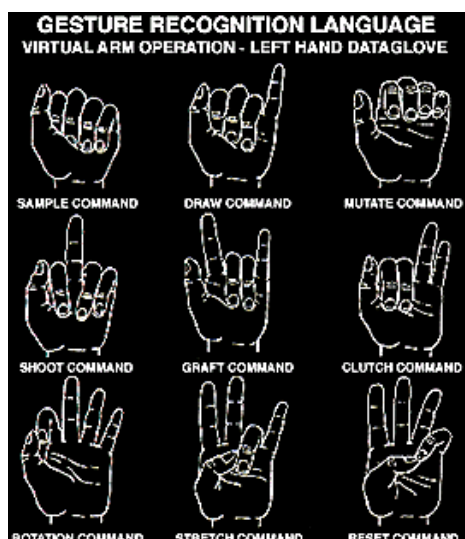 GESTURE RECOGNITION LANGUAGE
VIRTUAL ARM OPERATION - LEFT HAND DATAGLOVE
SAMPLE COMMAND DRAW COMMAND MUTATE COMMAND
SHOOT COMMAND GRAFT COMMAND CLUTCH COMMAND
ROTATION COMMAND STRETCH COMMAND RESET COMMAND